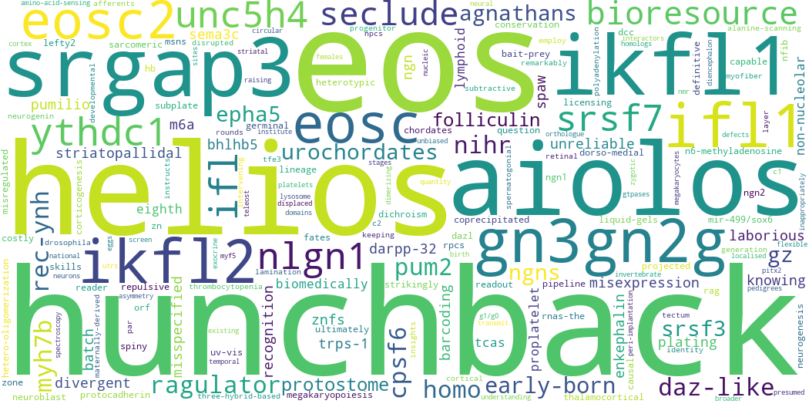 amino-acid-sensing afferents
eosc2
unc5h4
seclude
agnathans
bioresource
neural
progenitor
conservation
dcc
interactors
alanine-scanning
cortex
lefty2
msns
disrupted
circular
sema3c
npcs
homologs
capable
sarcomeric
sites
striatal
employ
females
raising
srgap3
eos
ikfl1
developmental
hb
heterotypic
ngn
nucleic
lymphoid
bait-prey
remarkably
polyadenylation
diencephalon
myofiber
nfib
definitive
layer
non-nucleolar
pumilio
subplate
neurogenin
epha5
subtractive
spaw
licensing
nmr
defects
ythdc1
m6a
germinal
rounds
institute
bhlhb5
eosc
folliculin
chordates
unbiased
question
orthologue
srsf7
ifl1
unreliable
nihr
dorso-medial
n6-methyladenosine
striatopallidal
lineage
tfe3
stages
urochordates
retinal
ngn1
zygotic
gtpases
megakaryocytes
ngn2
c1
inappropriately
misregulated
corticogenesis
helios
ifl
aiolos
eighth
instructs
platelets
lysosome
displaced
domains
dimerizing
quantity
spermatogonial
zn
dichroism
c2
keeping
dazl
coprecipitated
liquid-gels
mir-499/sox6
costly
rec
ynh
drosophila
national
skills
neurons
eggs
screen
exocrine
fates
myf5
darpp-32
rpcs
birth
gn3gn2g
generation
localised
laborious
flexible
gz
pitx2
pedigrees
ikfl2
nlgn1
lamination
teleost
pum2
ngns
projected
invertebrate
knowing
reader
repulsive
thrombocytopenia
biomedically
strikingly
readout
pipeline
misexpression
rag
hetero-oligomerization
hunchback
zone
neuroblast
myh7b
spectroscopy
batch
maternally-derived
divergent
orf
par
spiny
asymmetry
temporal
misspecified
protocadherin
uv-vis
existing
recognition
znfs
ultimately
trps-1
three-hybrid-based
megakaryopoiesis
ragulator
protostome
cpsf6
insights
cortical
understanding
barcoding
g1/g0
transmit
tcas
homo
proplatelet
early-born
rnas-the
enkephalin
thalamocortical
causal
peri-implantation
tectum
srsf3
plating
identity
daz-like
broader
presumed
neurogenesis